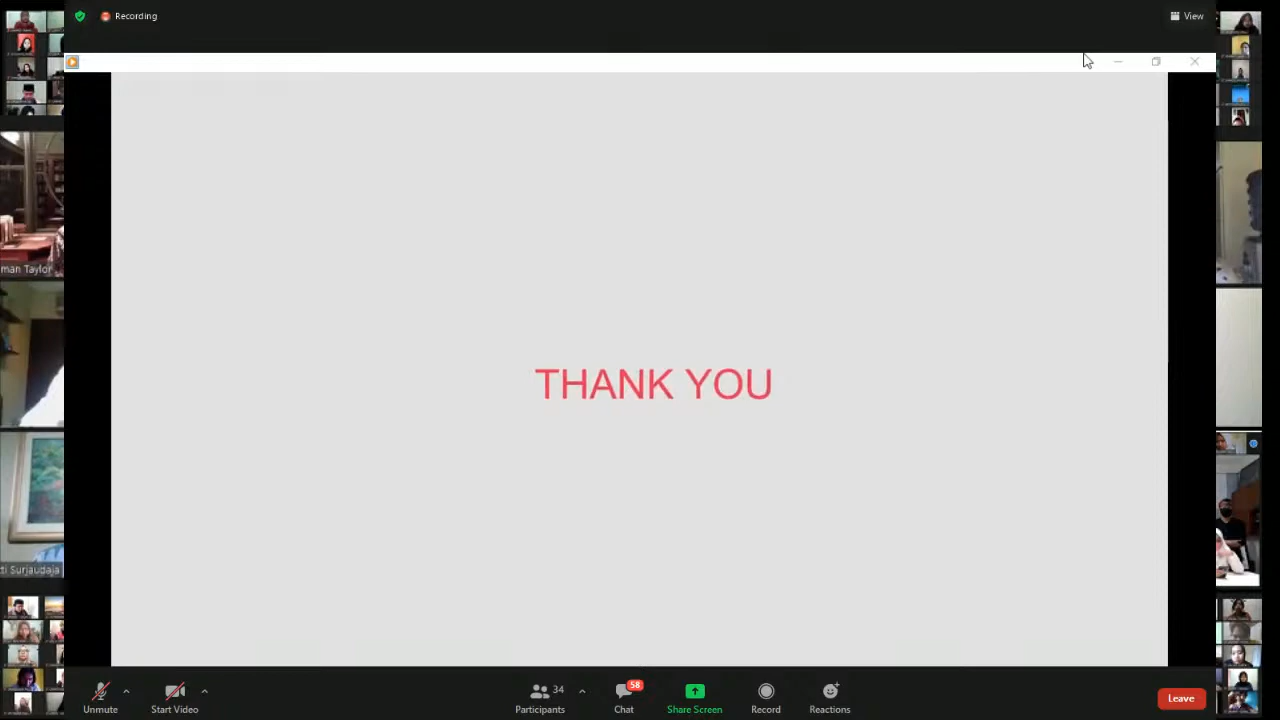 Recording
View
man Taylor
THANK YOU
ti Surjaudaja
34
58
Unmute
Start Video
Participants
Chat
Share Screen
Record
Reactions
Leave